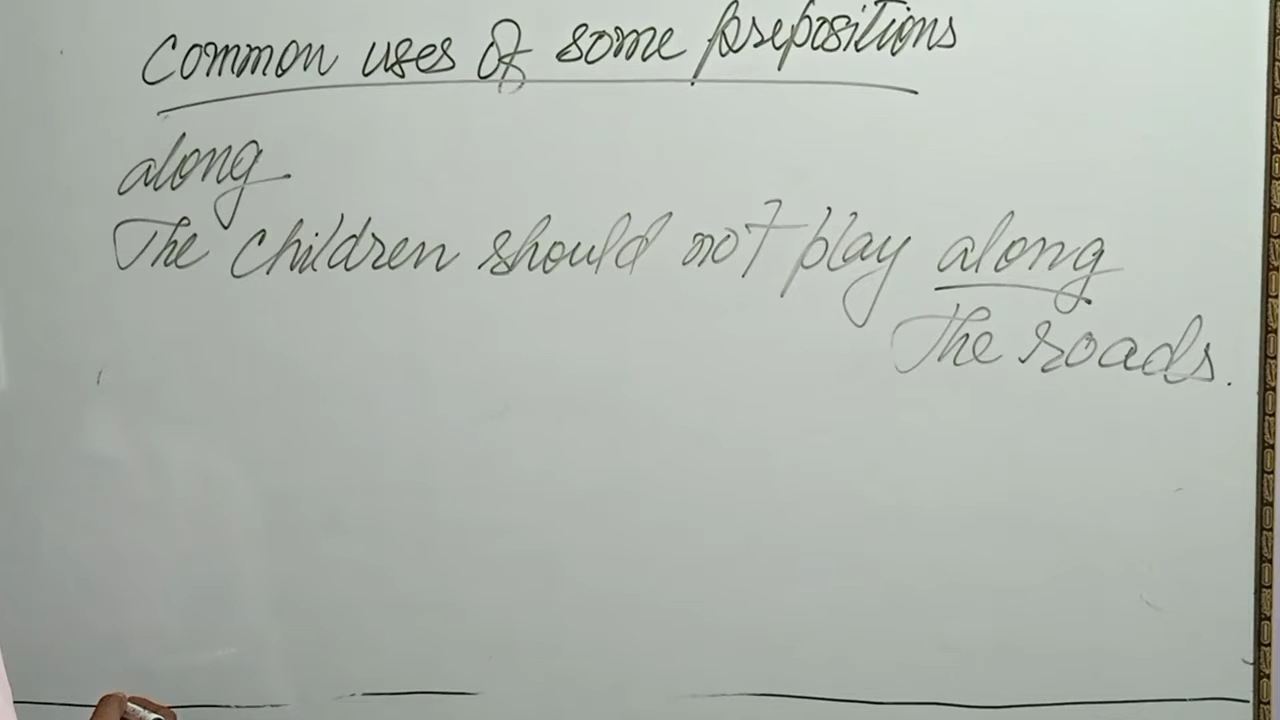 Common uses of some prepositions
along
The children should not play along
the roads.